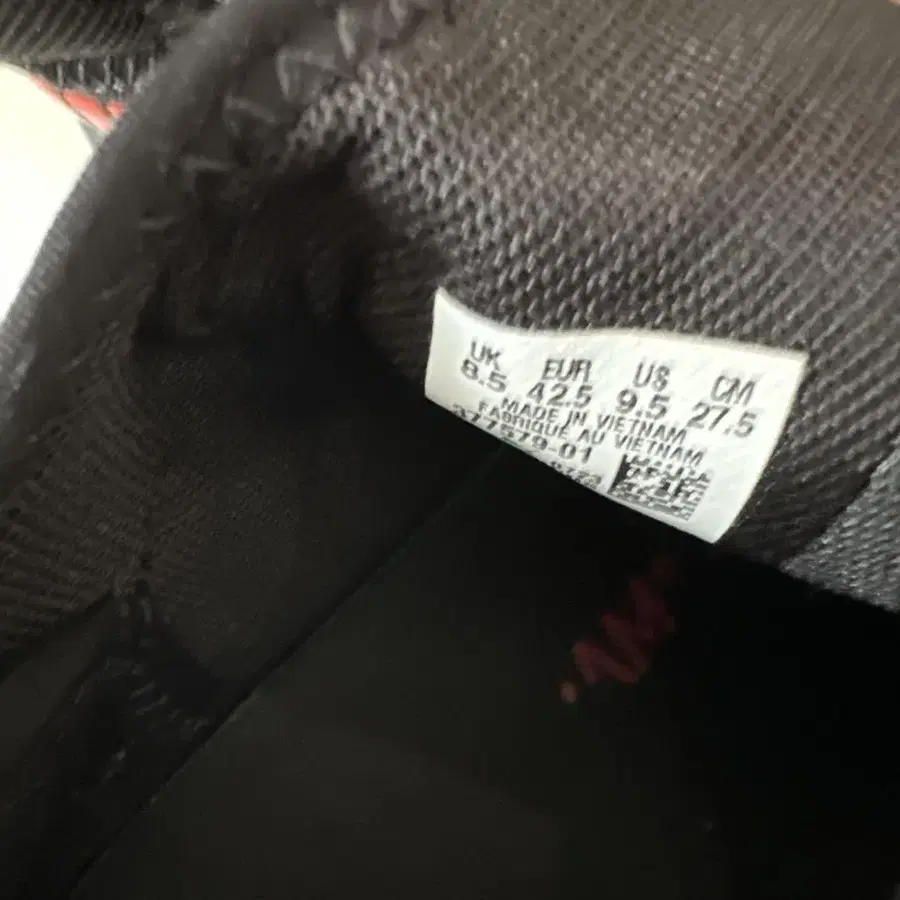 UK EUR US CM
8.5 42.5 9.5 27.5
MADE IN VIETNAM
FABRIQUE AU VIETNAM
377579-01